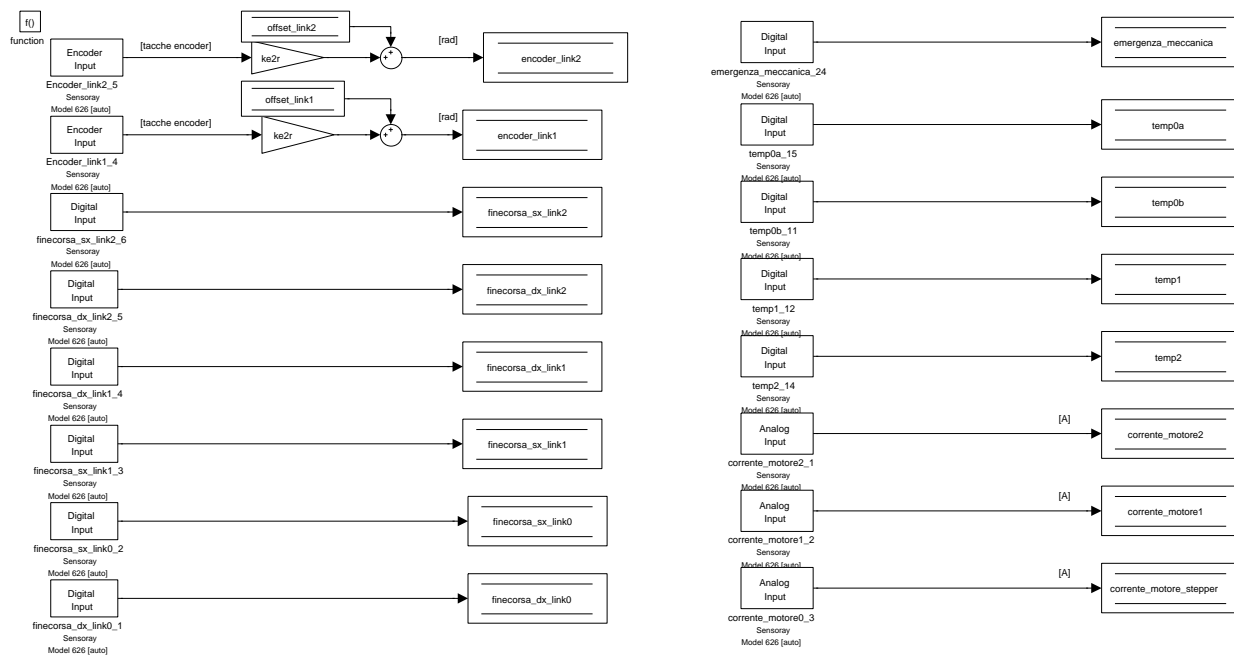 f()
function
Encoder
Input
Encoder_link2_5
Sensoray
Model 626 [auto]
[tacche encoder]
ke2r
offset_link2
+
+
[rad]
encoder_link2
Encoder
Input
Encoder_link1_4
Sensoray
Model 626 [auto]
[tacche encoder]
ke2r
offset_link1
+
+
[rad]
encoder_link1
Digital
Input
finecorsa_sx_link2_6
Sensoray
Model 626 [auto]
finecorsa_sx_link2
Digital
Input
finecorsa_dx_link2_5
Sensoray
Model 626 [auto]
finecorsa_dx_link2
Digital
Input
finecorsa_dx_link1_4
Sensoray
Model 626 [auto]
finecorsa_dx_link1
Digital
Input
finecorsa_sx_link1_3
Sensoray
Model 626 [auto]
finecorsa_sx_link1
Digital
Input
finecorsa_sx_link0_2
Sensoray
Model 626 [auto]
finecorsa_sx_link0
Digital
Input
finecorsa_dx_link0_1
Sensoray
Model 626 [auto]
finecorsa_dx_link0
Digital
Input
emergenza_meccanica_24
Sensoray
Model 626 [auto]
emergenza_meccanica
Digital
Input
temp0a_15
Sensoray
Model 626 [auto]
temp0a
Digital
Input
temp0b_11
Sensoray
Model 626 [auto]
temp0b
Digital
Input
temp1_12
Sensoray
Model 626 [auto]
temp1
Digital
Input
temp2_14
Sensoray
Model 626 [auto]
temp2
Analog
Input
corrente_motore2_1
Sensoray
Model 626 [auto]
[A]
corrente_motore2
Analog
Input
corrente_motore1_2
Sensoray
Model 626 [auto]
[A]
corrente_motore1
Analog
Input
corrente_motore0_3
Sensoray
Model 626 [auto]
[A]
corrente_motore_stepper